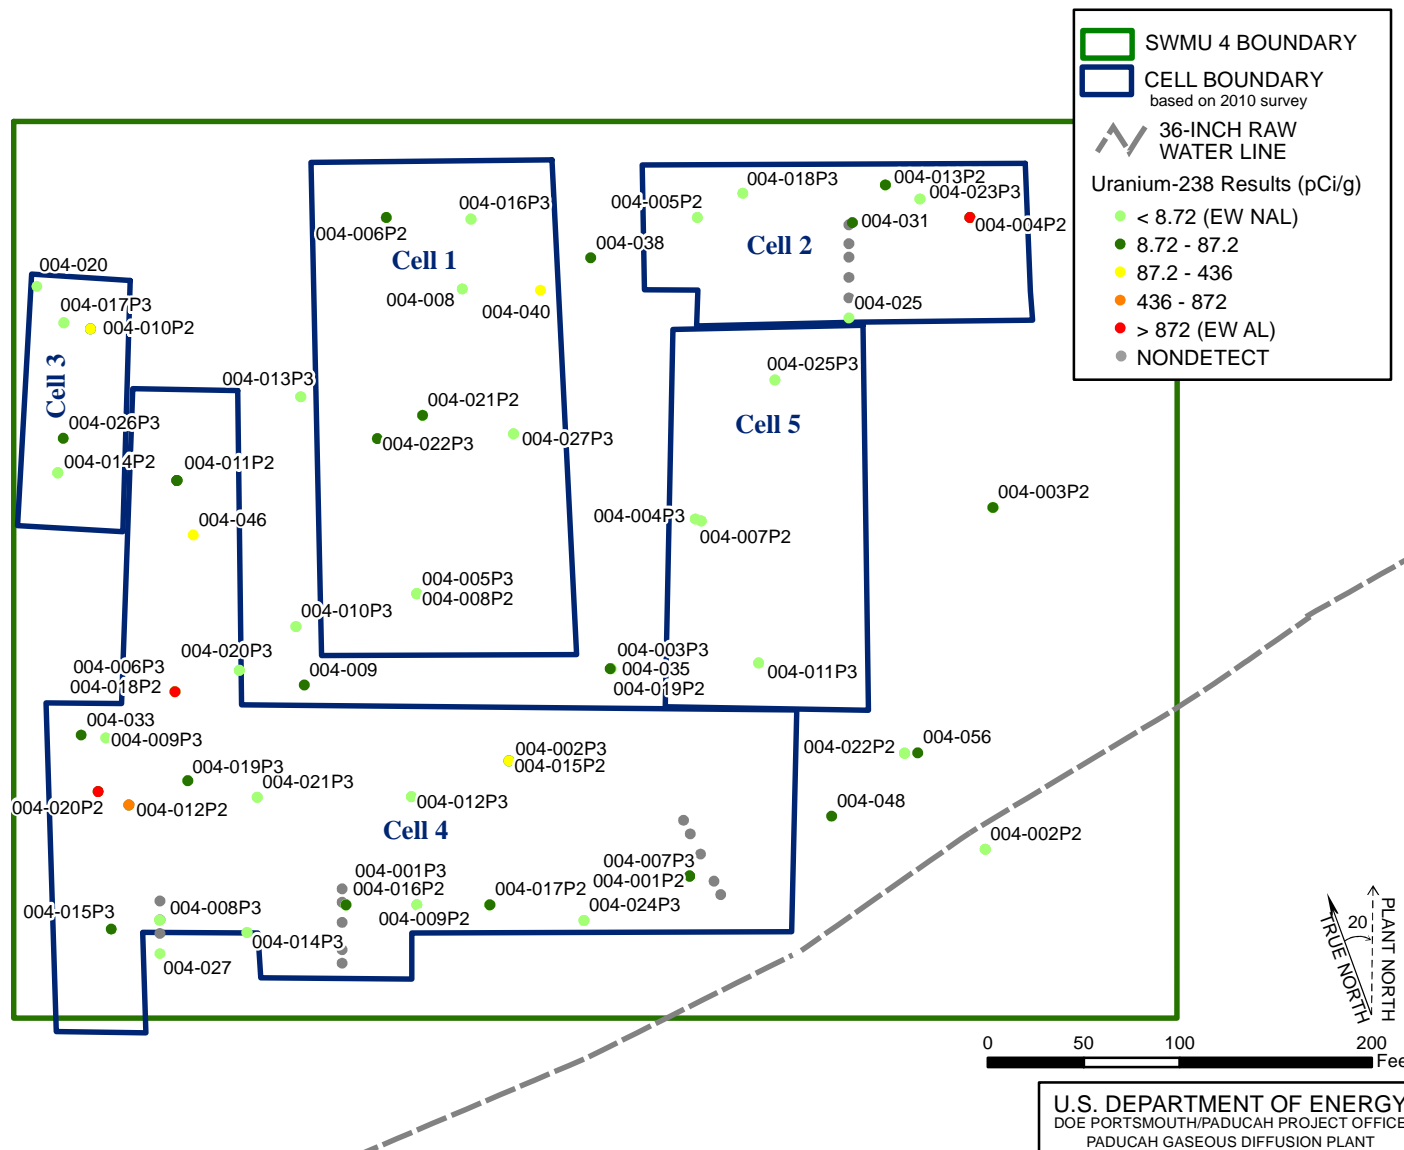 SWMU 4 BOUNDARY
CELL BOUNDARY
based on 2010 survey
36-INCH RAW
WATER LINE
Uranium-238 Results (pCi/g)
< 8.72 (EW NAL)
8.72 - 87.2
87.2 - 436
436 - 872
> 872 (EW AL)
NONDETECT
004-018P3
004-013P2
004-023P3
004-005P2
004-016P3
004-031
004-004P2
004-006P2
004-038
Cell 2
Cell 1
004-020
004-008
004-040
004-025
004-017P3
004-010P2
Cell 3
004-025P3
004-013P3
004-021P2
Cell 5
004-026P3
004-022P3
004-027P3
004-014P2
004-011P2
004-003P2
004-046
004-004P3
004-007P2
004-005P3
004-008P2
004-010P3
004-020P3
004-003P3
004-006P3
004-009
004-035
004-011P3
004-018P2
004-019P2
004-033
004-009P3
004-002P3
004-015P2
004-022P2
004-056
004-019P3
004-021P3
004-020P2
004-012P2
004-012P3
004-048
Cell 4
004-002P2
004-001P3
004-007P3
004-016P2
004-017P2
004-001P2
004-015P3
004-008P3
004-009P2
004-024P3
004-014P3
004-027
20
TRUE NORTH
PLANT NORTH
0 50 100 200
Fee
U.S. DEPARTMENT OF ENERGY
DOE PORTSMOUTH/PADUCAH PROJECT OFFICE
PADUCAH GASEOUS DIFFUSION PLANT